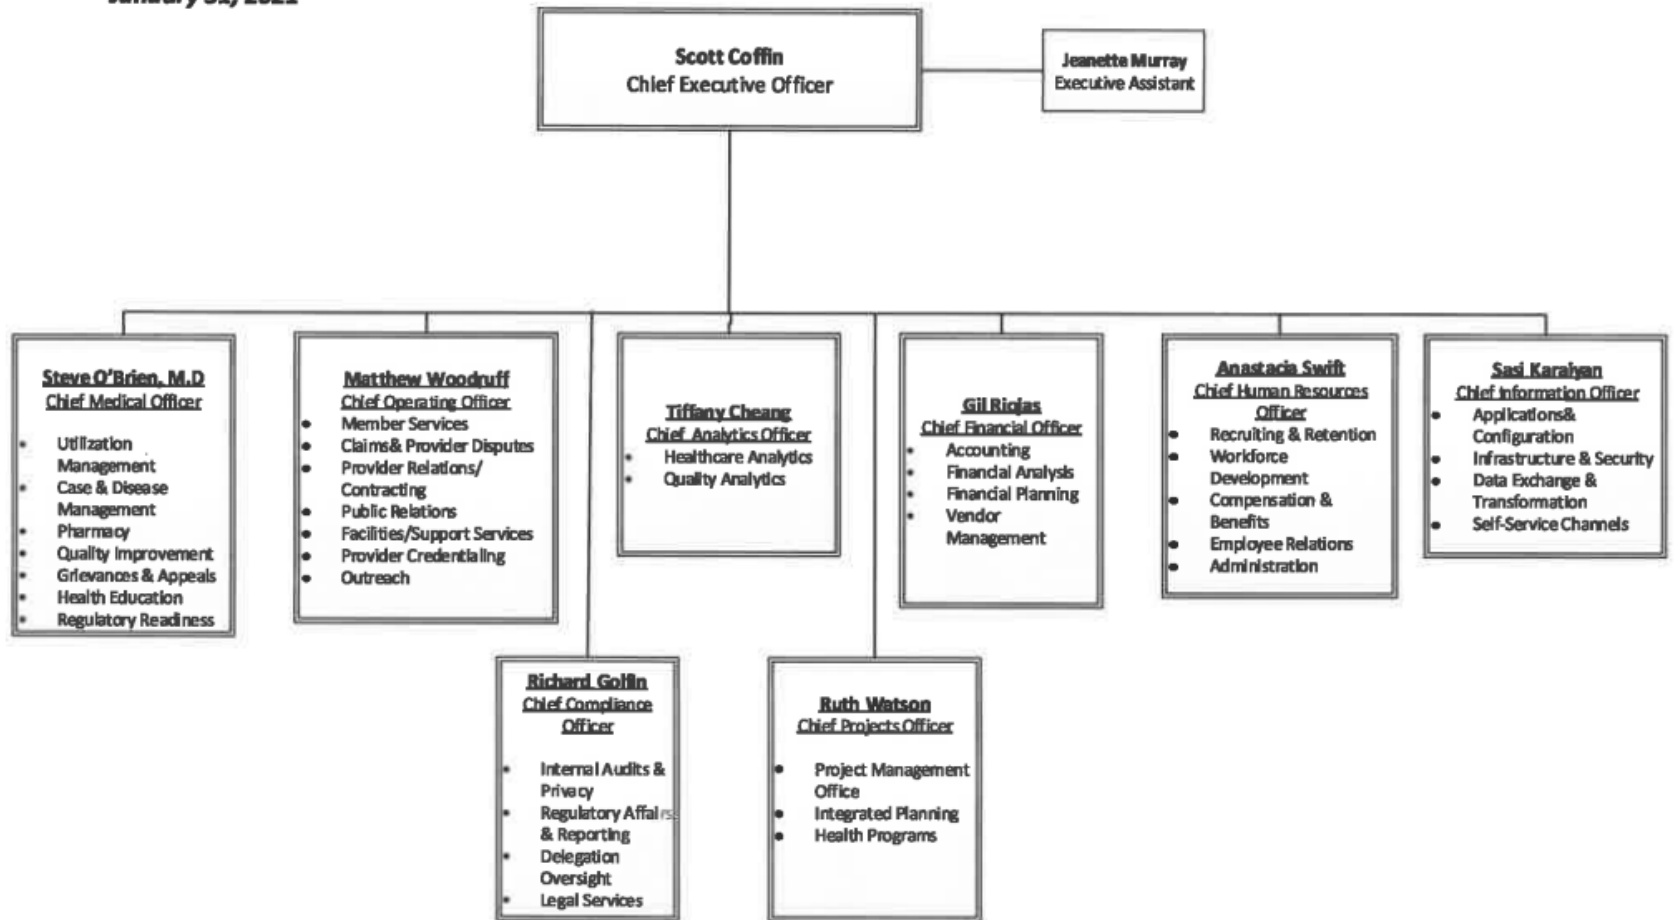 Scott Coffin
Chief Executive Officer
Jeanette Murray
Executive Assistant
Steve O'Brien, M.D
Chief Medical Officer
• Utilization
Management
• Case & Disease
Management
• Pharmacy
• Quality Improvement
• Grievances & Appeals
• Health Education
• Regulatory Readiness
Matthew Woodruff
Chief Operating Officer
• Member Services
• Claims& Provider Disputes
• Provider Relations/
Contracting
• Public Relations
• Facilities/Support Services
• Provider Credentialing
• Outreach
Tiffany Cheang
Chief Analytics Officer
• Healthcare Analytics
• Quality Analytics
Gil Riojas
Chief Financial Officer
• Accounting
• Financial Analysis
• Financial Planning
• Vendor
Management
Anastacia Swift
Chief Human Resources
Officer
• Recruiting & Retention
• Workforce
Development
• Compensation &
Benefits
• Employee Relations
• Administration
Sasi Karaiyan
Chief Information Officer
• Applications&
Configuration
• Infrastructure & Security
• Data Exchange &
Transformation
• Self-Service Channels
Richard Golfin
Chief Compliance
Officer
• Internal Audits &
Privacy
• Regulatory Affairs
& Reporting
• Delegation
Oversight
• Legal Services
Ruth Watson
Chief Projects Officer
• Project Management
Office
• Integrated Planning
• Health Programs